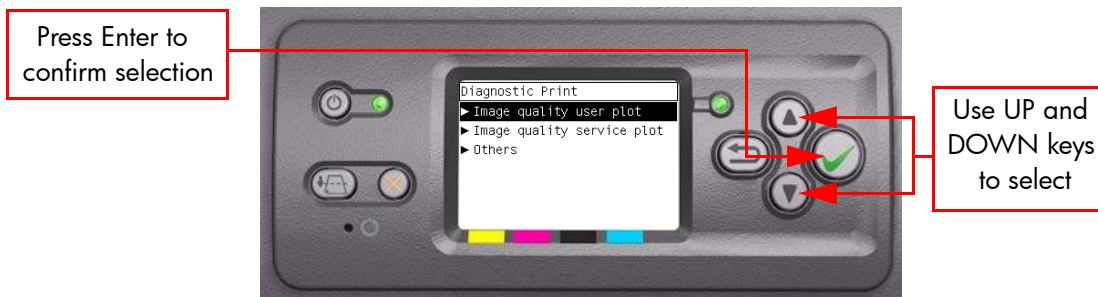 Press Enter to
confirm selection
Diagnostic Print
Image quality user plot
Image quality service plot
Others
Use UP and
DOWN keys
to select